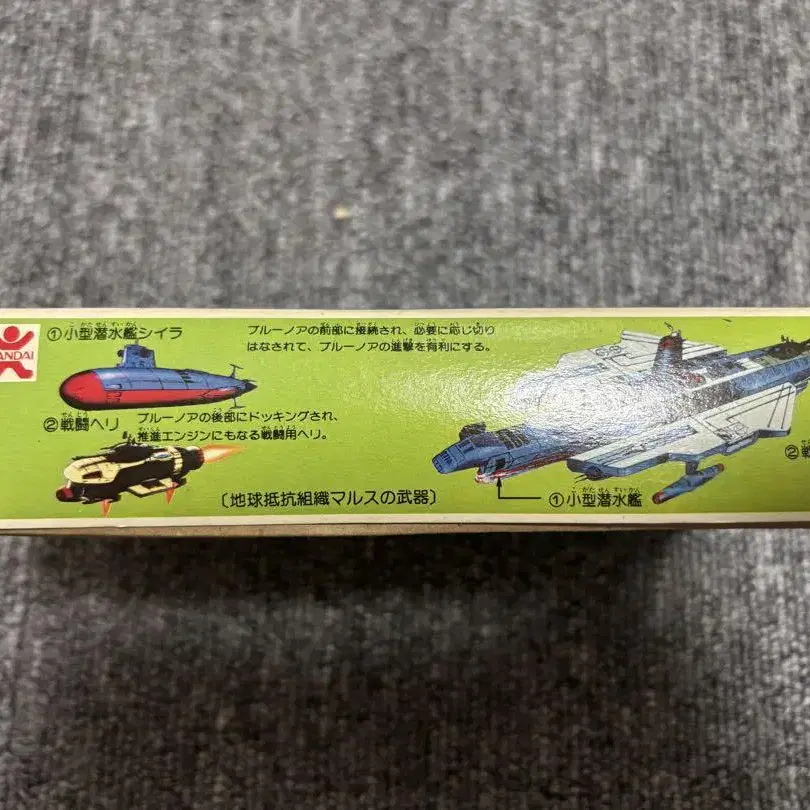 ANDAI
①小型潜水艦シイラ
ブルーノアの前部に接続され、必要に応じ切り
はなされて、ブルーノアの進撃を有利にする。
②戦闘ヘリ
ブルーノアの後部にドッキングされ、
推進エンジンにもなる戦闘用ヘリ。
〔地球抵抗組織マルスの武器〕
①小型潜水艦
②戦